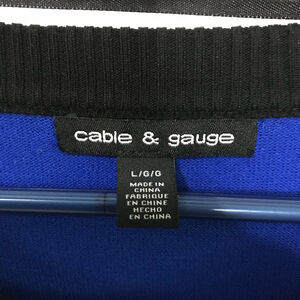 cable & gauge
L/G/G
MADE IN
CHINA
FABRIQUÉ
EN CHINE
HECHO
EN CHINA